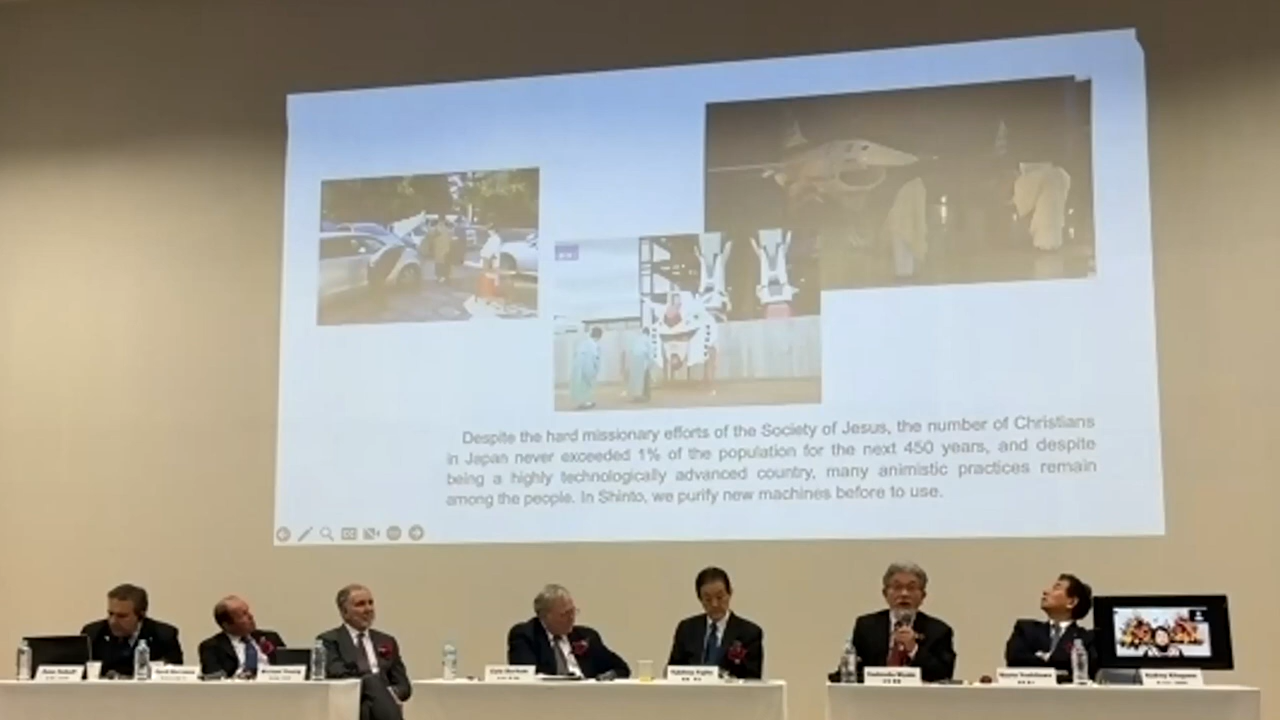 Despite the hard missionary efforts of the Society of Jesus, the number of Christians
in Japan never exceeded 1% of the population for the next 450 years, and despite
being a highly technologically advanced country, many animistic practices remain
among the people. In Shinto, we purify new machines before to use.